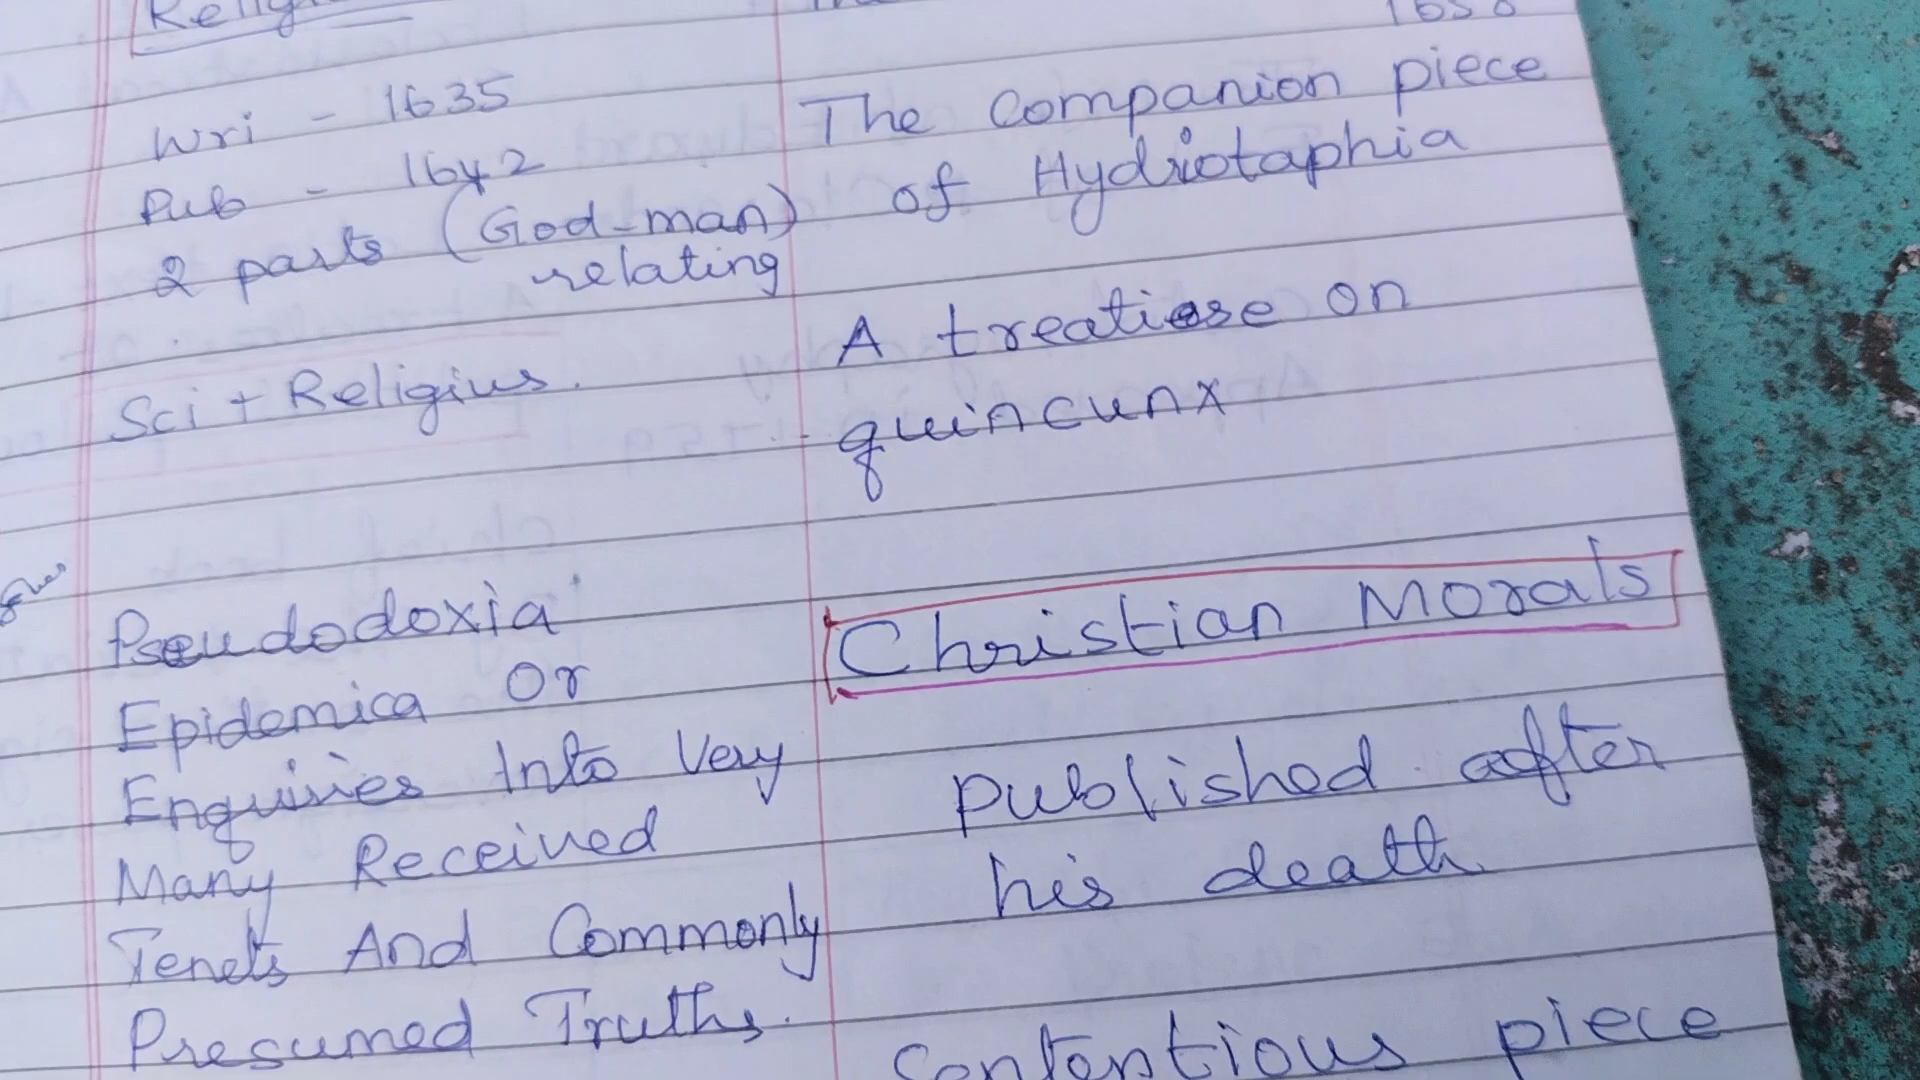 Wri - 1635
Pub - 1642
2 parts (God-man)
relating
Sci + Religius.
Pseudodoxia
Epidemica Or
Enquiries Into Very
Many Received
Tenets And Commonly
Presumed Truths.
1658
The Companion piece
of Hydriotaphia
A treatiese on
quincunx
Christian Morals
Published after
his death
Contentious piece